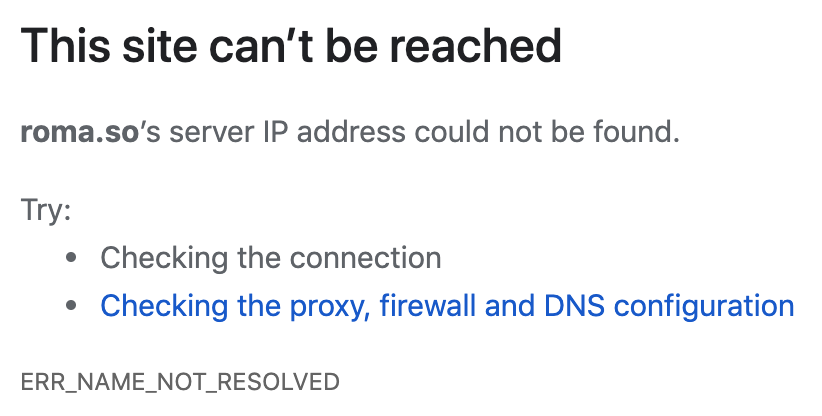 This site can’t be reached
roma.so’s server IP address could not be found.
Try:
• Checking the connection
• Checking the proxy, firewall and DNS configuration
ERR_NAME_NOT_RESOLVED